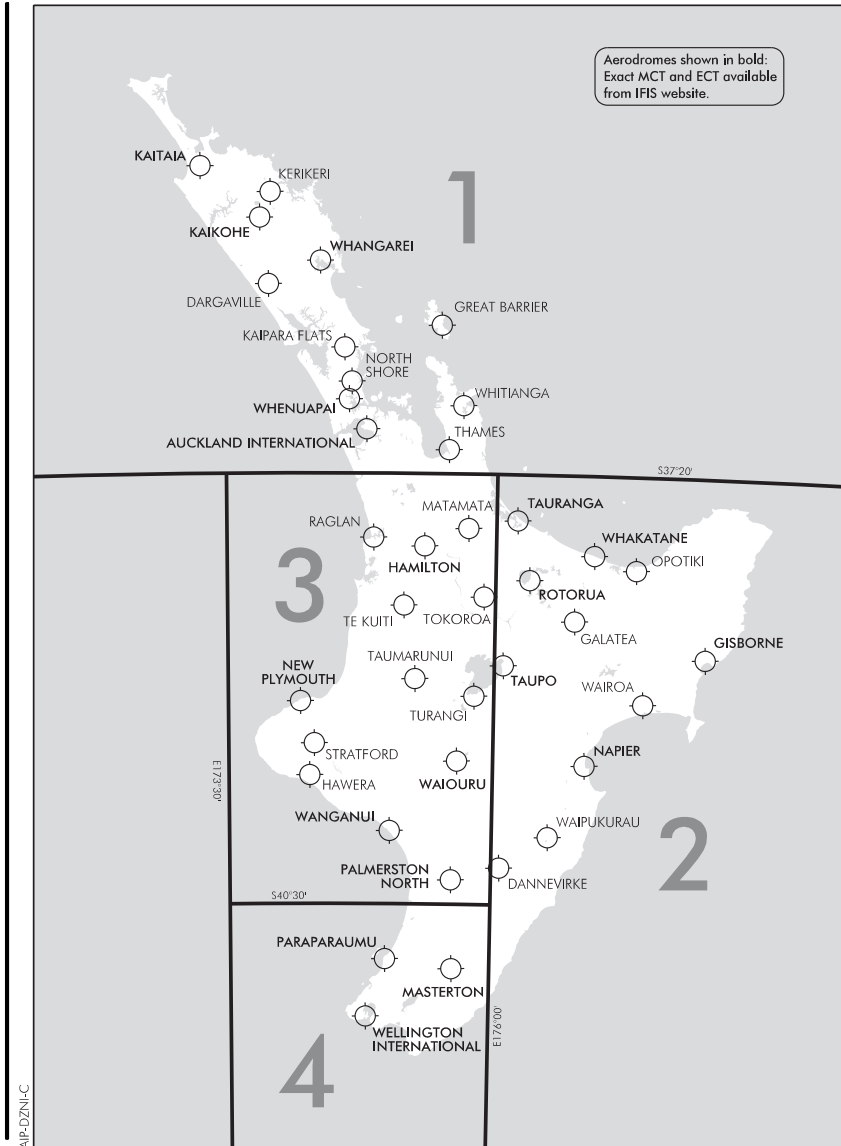 Aerodromes shown in bold:
Exact MCT and ECT available
from IFIS website.
KAITAIA
KERIKERI
1
KAIKOHE
WHANGAREI
DARGAVILLE
GREAT BARRIER
KAIPARA FLATS
NORTH
SHORE
WHITIANGA
WHENUAPAI
THAMES
AUCKLAND INTERNATIONAL
S37°20'
MATAMATA
TAURANGA
RAGLAN
WHAKATANE
HAMILTON
OPOTIKI
3
ROTORUA
TE KUITI
TOKOROA
GALATEA
GISBORNE
TAUMARUNUI
NEW
PLYMOUTH
TAUPO
WAIROA
TURANGI
STRATFORD
NAPIER
E173°30'
HAWERA
WAIOURU
WANGANUI
WAIPUKURAU
2
PALMERSTON
NORTH
DANNEVIRKE
S40°30'
PARAPARAUMU
MASTERTON
E176°00'
WELLINGTON
INTERNATIONAL
4
AIP-DZNI-C